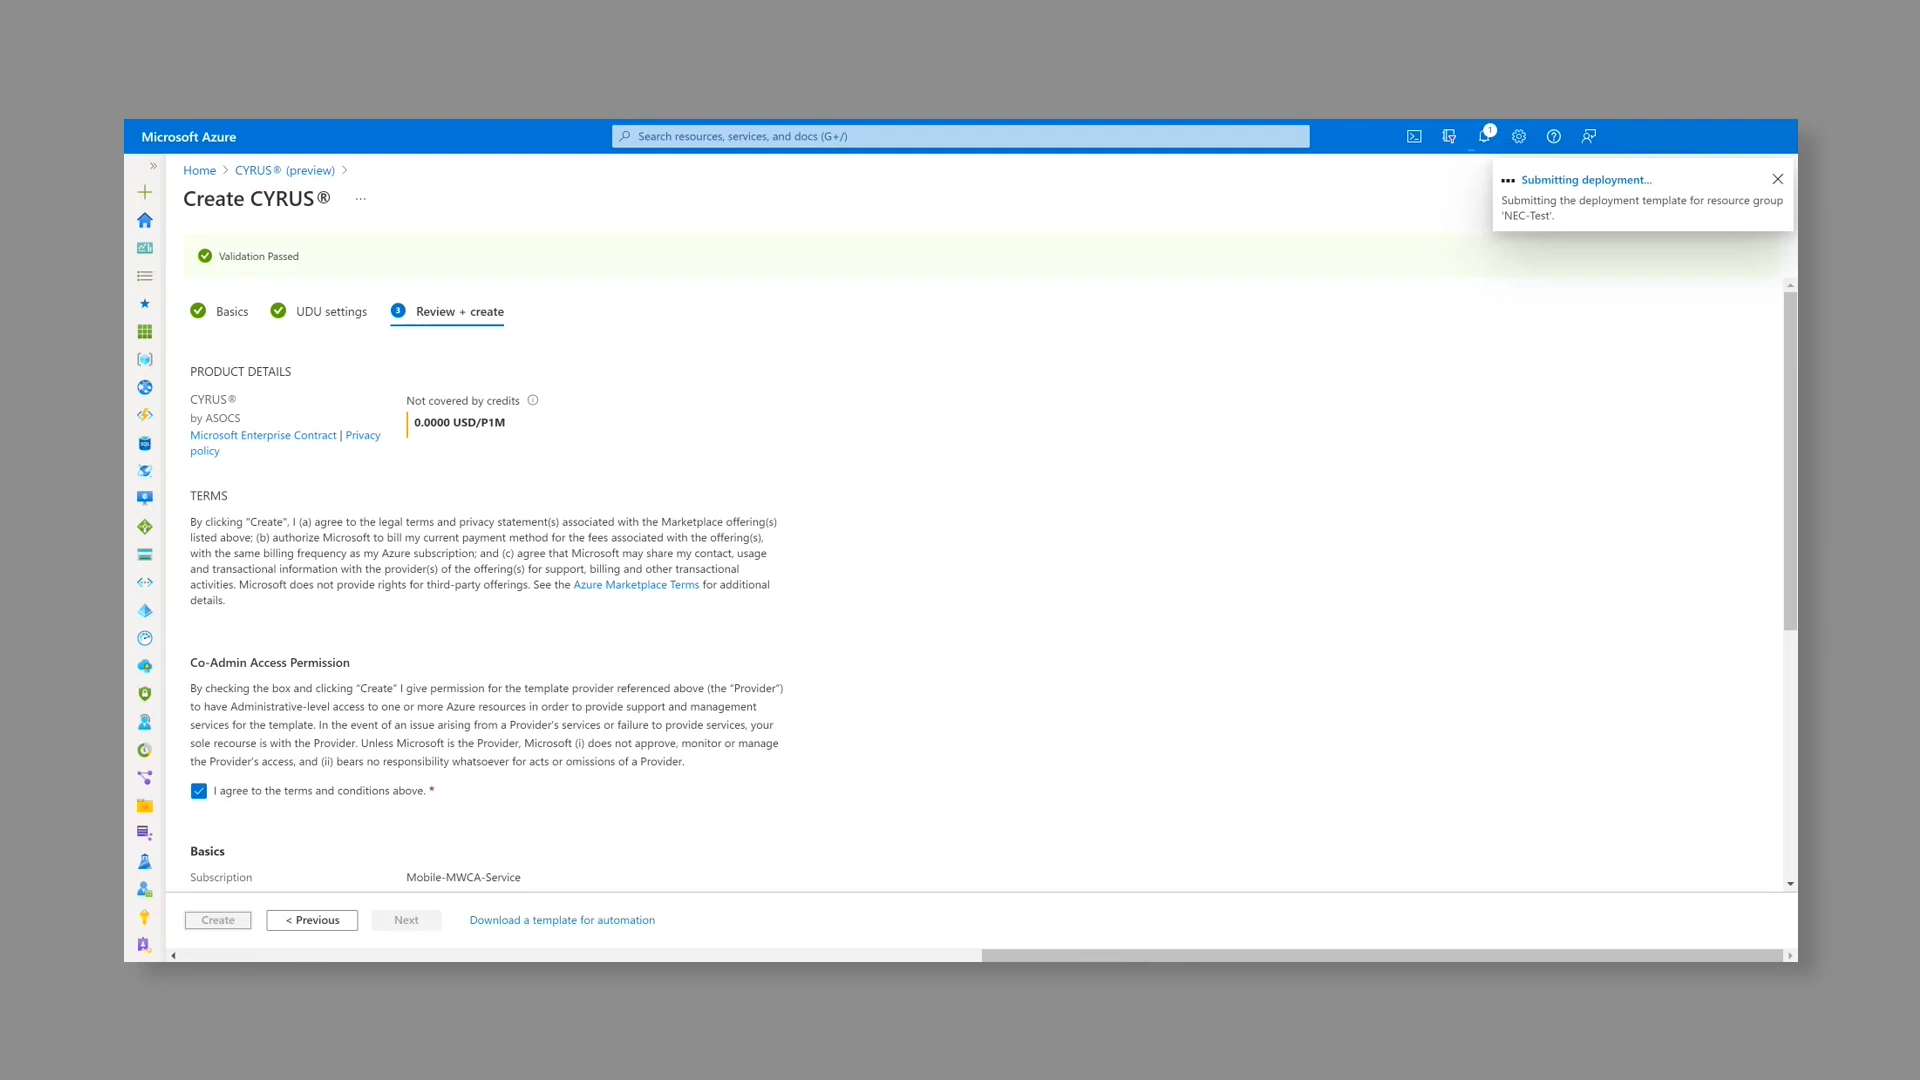 Microsoft Azure
Search resources, services, and docs (G+/)
1
Home > CYRUS® (preview) >
Create CYRUS® ...
Submitting deployment...
Submitting the deployment template for resource group
'NEC-Test'.
Validation Passed
Basics
UDU settings
3 Review + create
PRODUCT DETAILS
CYRUS®
by ASOCS
Microsoft Enterprise Contract | Privacy
policy
Not covered by credits
0.0000 USD/P1M
TERMS
By clicking "Create", I (a) agree to the legal terms and privacy statement(s) associated with the Marketplace offering(s)
listed above; (b) authorize Microsoft to bill my current payment method for the fees associated with the offering(s),
with the same billing frequency as my Azure subscription; and (c) agree that Microsoft may share my contact, usage
and transactional information with the provider(s) of the offering(s) for support, billing and other transactional
activities. Microsoft does not provide rights for third-party offerings. See the Azure Marketplace Terms for additional
details.
Co-Admin Access Permission
By checking the box and clicking “Create” I give permission for the template provider referenced above (the “Provider”)
to have Administrative-level access to one or more Azure resources in order to provide support and management
services for the template. In the event of an issue arising from a Provider’s services or failure to provide services, your
sole recourse is with the Provider. Unless Microsoft is the Provider, Microsoft (i) does not approve, monitor or manage
the Provider’s access, and (ii) bears no responsibility whatsoever for acts or omissions of a Provider.
I agree to the terms and conditions above. *
Basics
Subscription
Mobile-MWCA-Service
Create
< Previous
Next
Download a template for automation